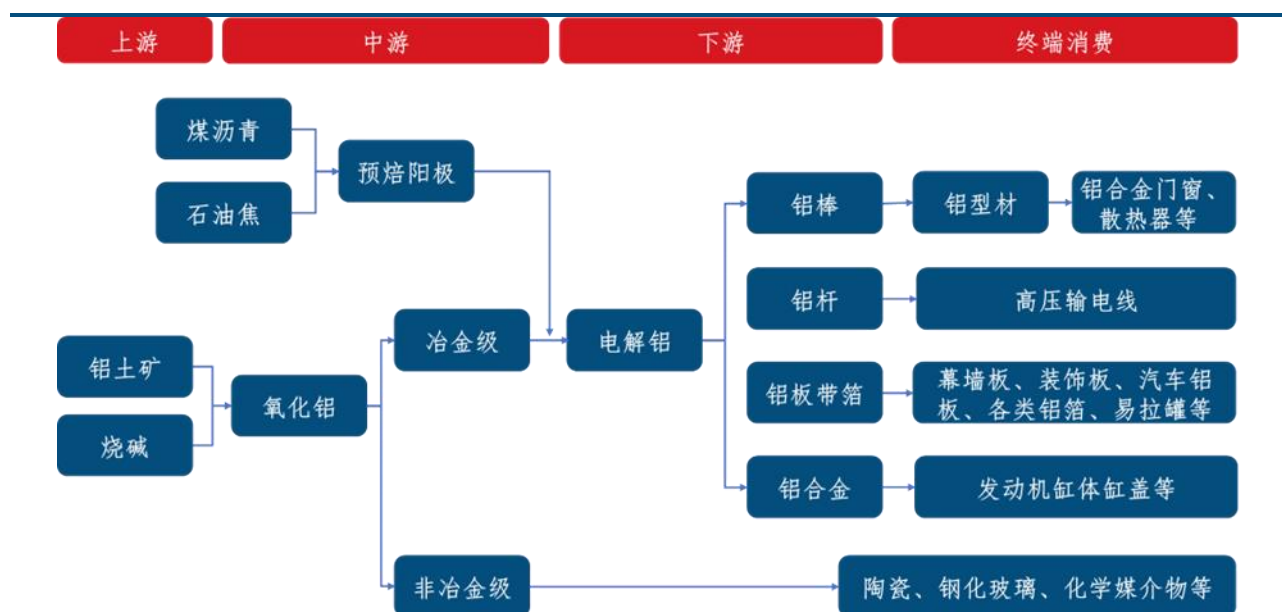 上游
中游
下游
终端消费
煤沥青
石油焦
预焙阳极
铝土矿
烧碱
氧化铝
冶金级
非冶金级
电解铝
铝棒
铝型材
铝合金门窗、
散热器等
铝杆
高压输电线
铝板带箔
幕墙板、装饰板、汽车铝
板、各类铝箔、易拉罐等
铝合金
发动机缸体缸盖等
陶瓷、钢化玻璃、化学媒介物等